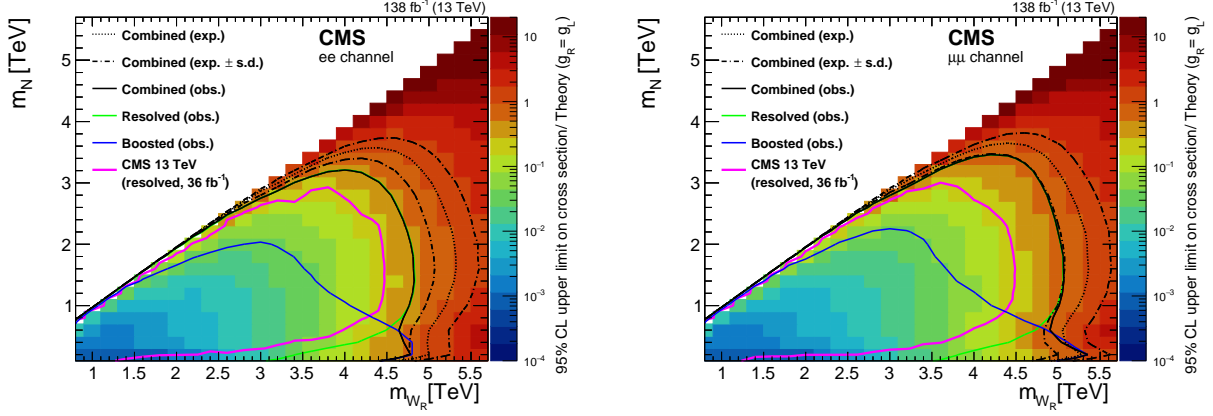 138 fb⁻¹ (13 TeV)
m_N [TeV]
CMS
ee channel
Combined (exp.)
Combined (exp. ± s.d.)
Combined (obs.)
Resolved (obs.)
Boosted (obs.)
CMS 13 TeV
(resolved, 36 fb⁻¹)
5
4
3
2
1
1 1.5 2 2.5 3 3.5 4 4.5 5 5.5
m_{W_R}[TeV]
10
1
10⁻¹
10⁻²
10⁻³
10⁻⁴
95% CL upper limit on cross section/ Theory (g_R= g_L)
138 fb⁻¹ (13 TeV)
m_N [TeV]
CMS
μμ channel
Combined (exp.)
Combined (exp. ± s.d.)
Combined (obs.)
Resolved (obs.)
Boosted (obs.)
CMS 13 TeV
(resolved, 36 fb⁻¹)
5
4
3
2
1
1 1.5 2 2.5 3 3.5 4 4.5 5 5.5
m_{W_R}[TeV]
10
1
10⁻¹
10⁻²
10⁻³
10⁻⁴
95% CL upper limit on cross section/ Theory (g_R= g_L)